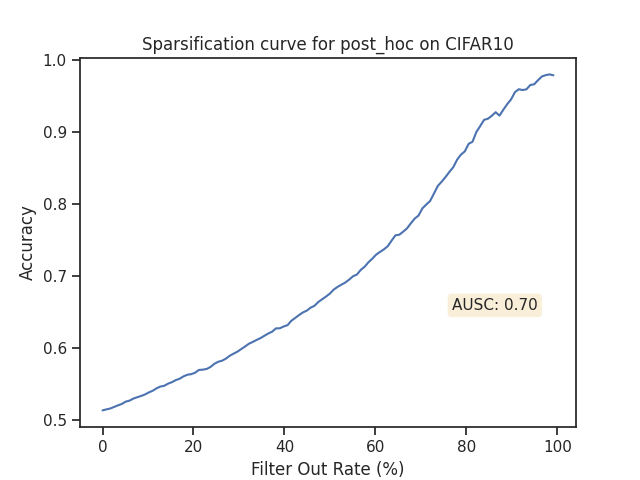 Sparsification curve for post_hoc on CIFAR10
1.0
0.9
0.8
0.7
0.6
0.5
Accuracy
AUSC: 0.70
0 20 40 60 80 100
Filter Out Rate (%)